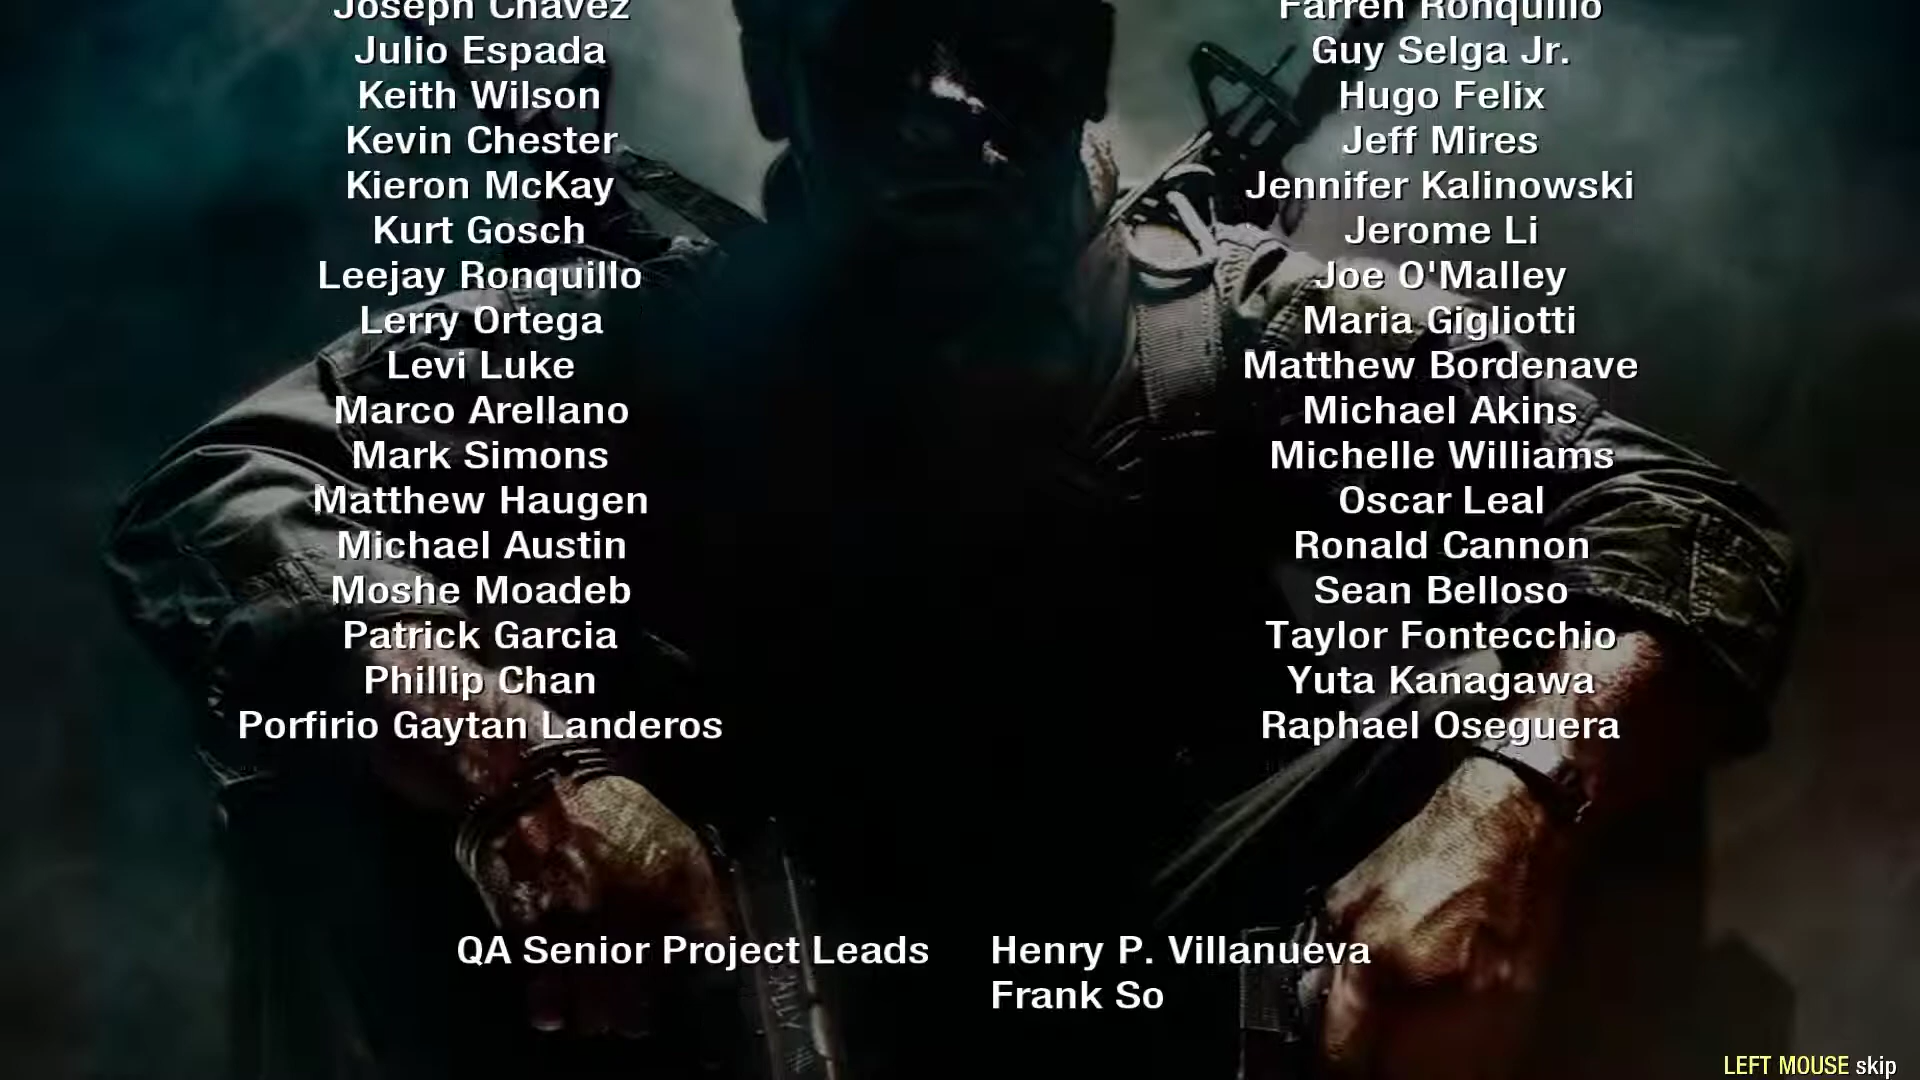 Joseph Chavez
Julio Espada
Keith Wilson
Kevin Chester
Kieron McKay
Kurt Gosch
Leejay Ronquillo
Lerry Ortega
Levi Luke
Marco Arellano
Mark Simons
Matthew Haugen
Michael Austin
Moshe Moadeb
Patrick Garcia
Phillip Chan
Porfirio Gaytan Landeros
Farren Ronquillo
Guy Selga Jr.
Hugo Felix
Jeff Mires
Jennifer Kalinowski
Jerome Li
Joe O'Malley
Maria Gigliotti
Matthew Bordenave
Michael Akins
Michelle Williams
Oscar Leal
Ronald Cannon
Sean Belloso
Taylor Fontecchio
Yuta Kanagawa
Raphael Oseguera
QA Senior Project Leads Henry P. Villanueva
Frank So
LEFT MOUSE skip